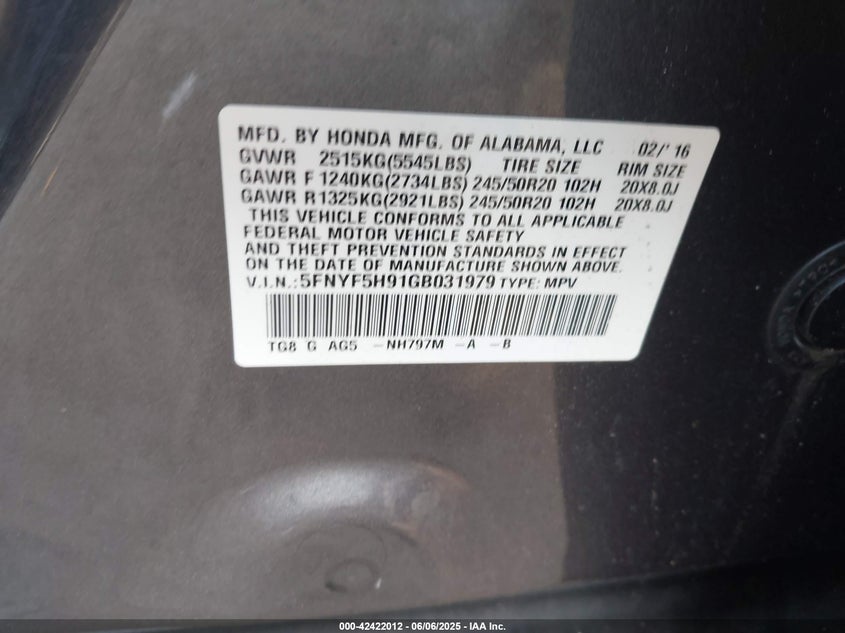 MFD. BY HONDA MFG. OF ALABAMA, LLC 02/'16
GVWR 2515KG(5545LBS) TIRE SIZE RIM SIZE
GAWR F 1240KG(2734LBS) 245/50R20 102H 20X8.0J
GAWR R 1325KG(2921LBS) 245/50R20 102H 20X8.0J
THIS VEHICLE CONFORMS TO ALL APPLICABLE
FEDERAL MOTOR VEHICLE SAFETY
AND THEFT PREVENTION STANDARDS IN EFFECT
ON THE DATE OF MANUFACTURE SHOWN ABOVE.
V.I.N.:5FNYF5H91GB031979 TYPE: MPV
TG8 G AG5 -NH797M -A -B
000-42422012 - 06/06/2025 - IAA Inc.